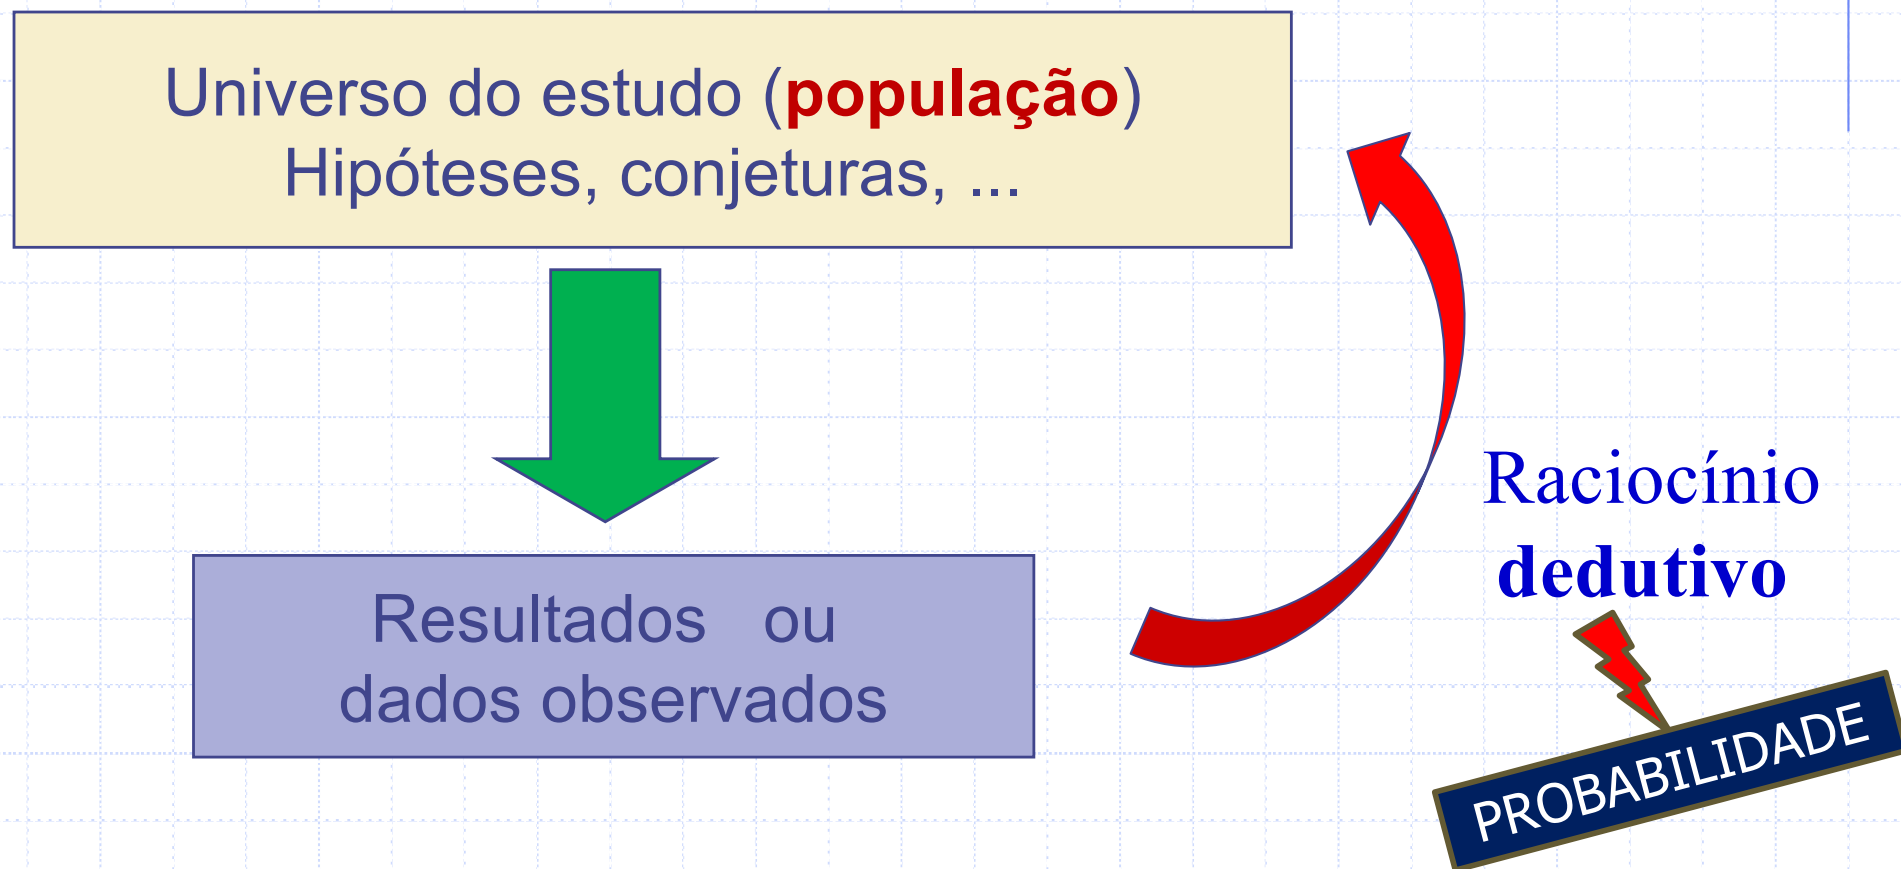 Universo do estudo (população)
Hipóteses, conjeturas, ...
Resultados ou
dados observados
Raciocínio
dedutivo
PROBABILIDADE